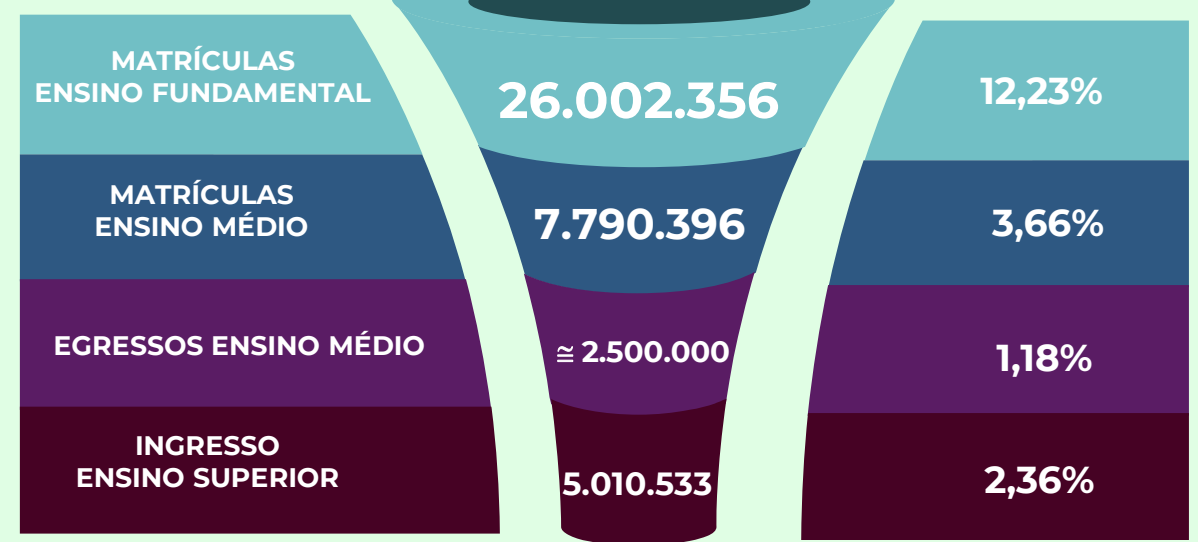 MATRÍCULAS
ENSINO FUNDAMENTAL
26.002.356
12,23%
MATRÍCULAS
ENSINO MÉDIO
7.790.396
3,66%
EGRESSOS ENSINO MÉDIO
≅ 2.500.000
1,18%
INGRESSO
ENSINO SUPERIOR
5.010.533
2,36%